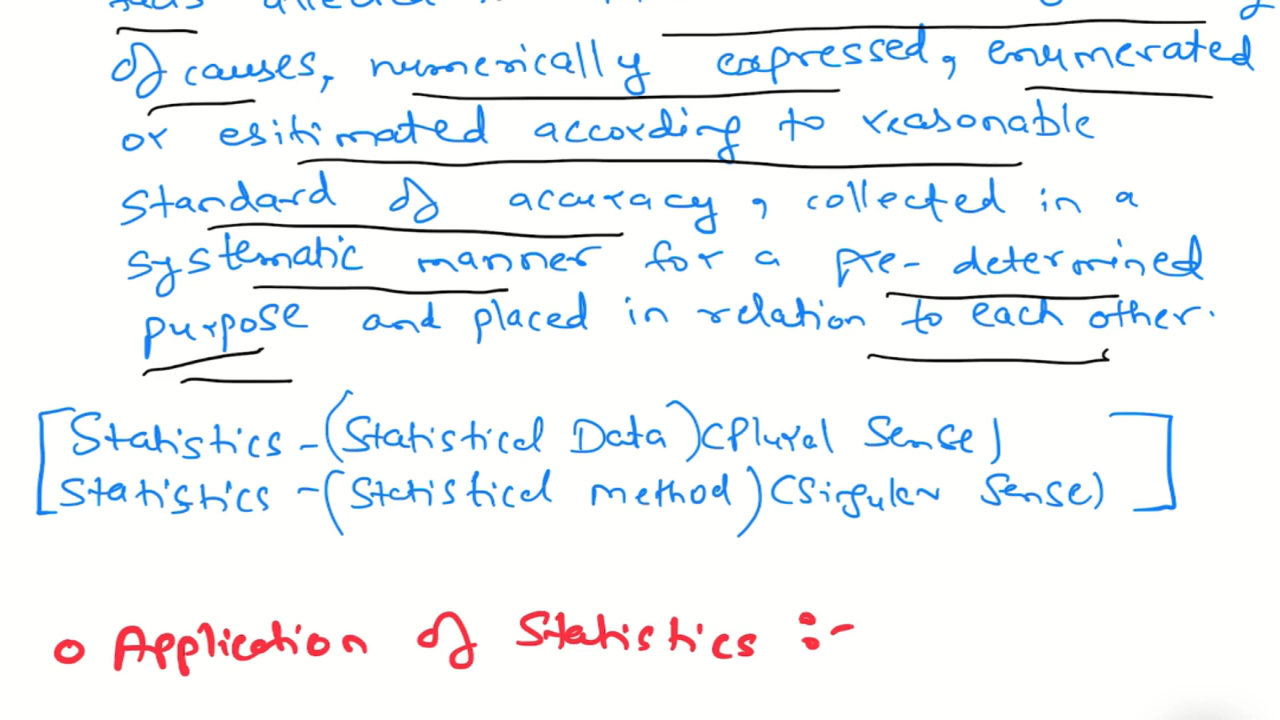 of causes, numerically expressed, enumerated
or esitimated according to reasonable
standard of accuracy, collected in a
systematic manner for a pre-determined
purpose and placed in relation to each other.
Statistics-(Statistical Data)(Plural Sense)
Statistics-(Statistical method)(Singular Sense)
o Application of Statistics :-